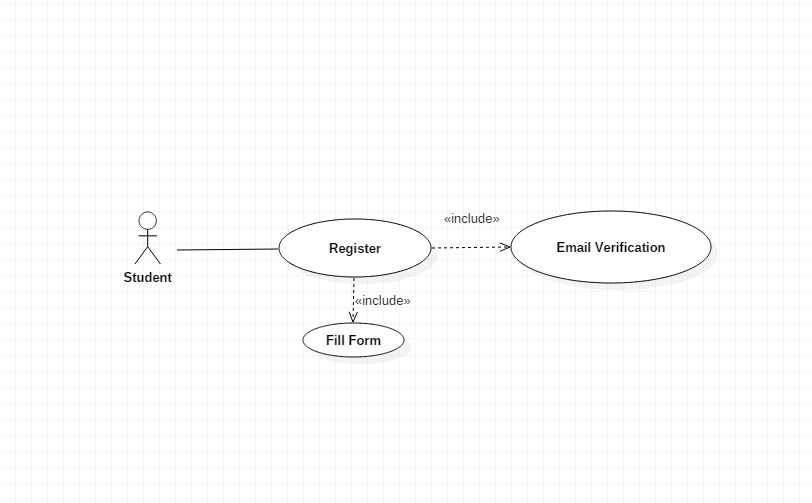 «include»
Student
Register
Email Verification
«include»
Fill Form